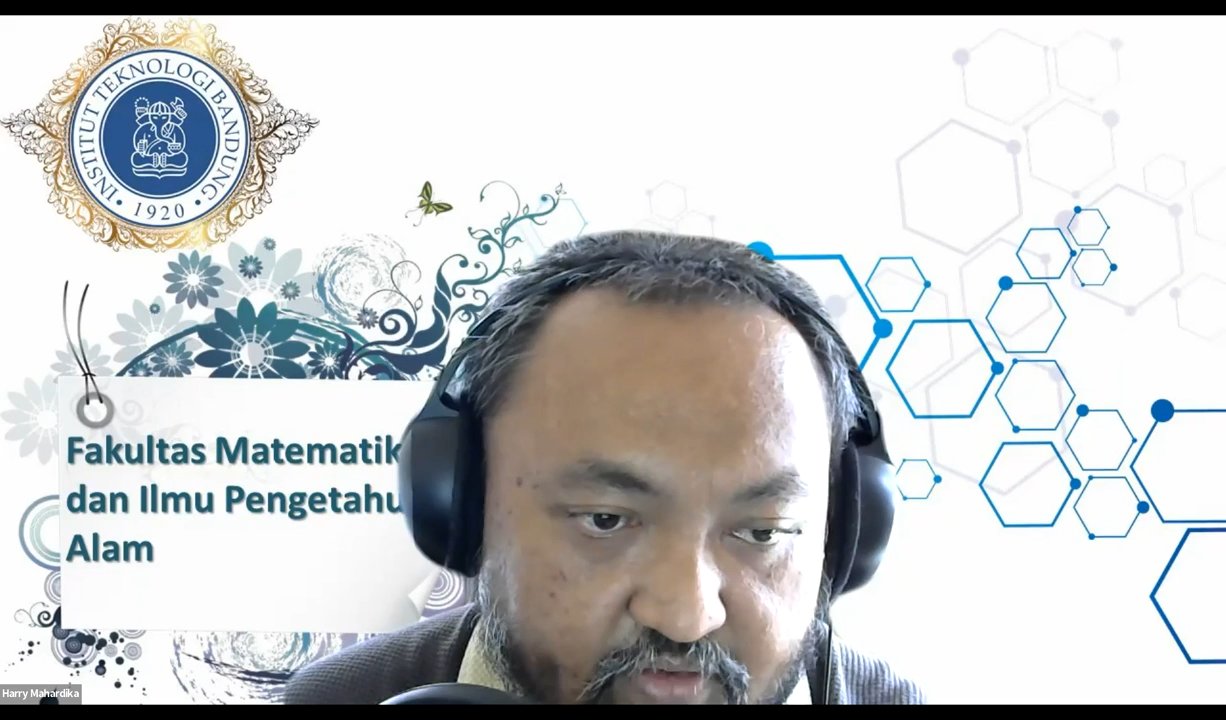 INSTITUT TEKNOLOGI BANDUNG
• 1920 •
Fakultas Matematik
dan Ilmu Pengetahu
Alam
Harry Mahardika